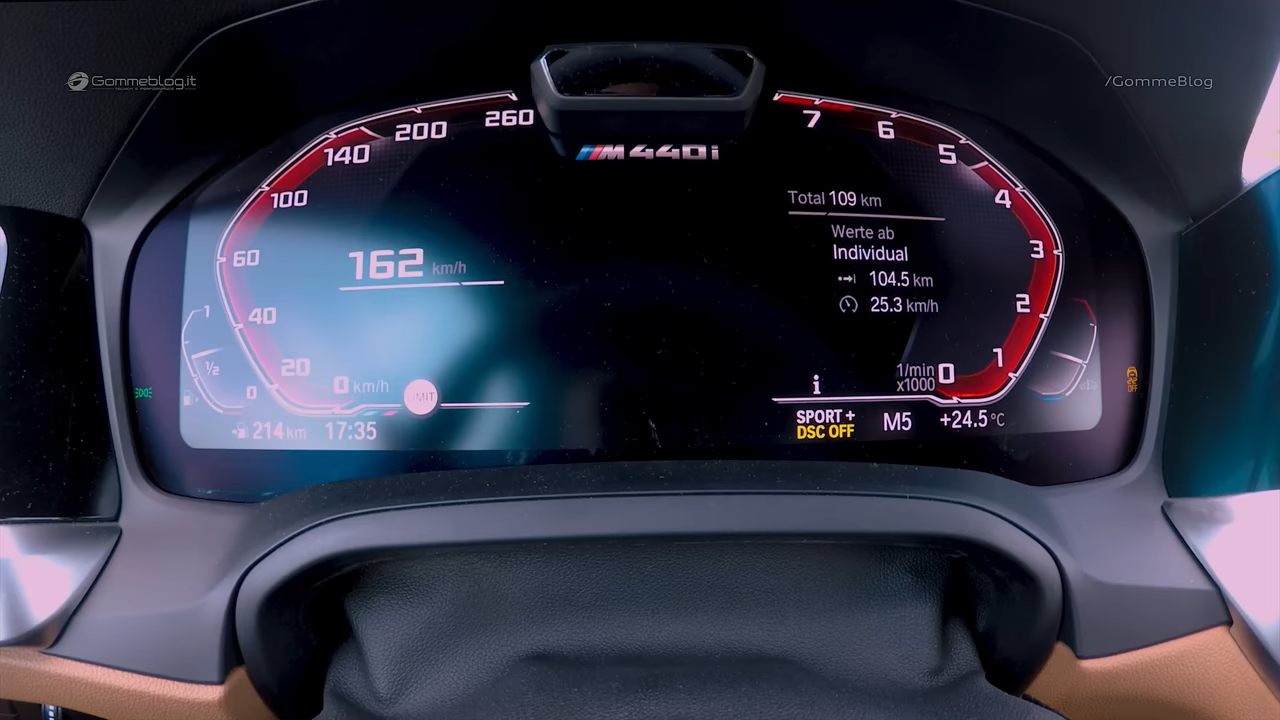 Gommeblog.it
/GommeBlog
M440i
260
200
140
100
60
40
20
0 km/h
162 km/h
1
1/2
0
214 km
17:35
7
6
5
4
3
2
1
0
1/min
x1000
Total 109 km
Werte ab
Individual
104.5 km
25.3 km/h
i
SPORT +
DSC OFF
M5
+24.5 °C
OFF